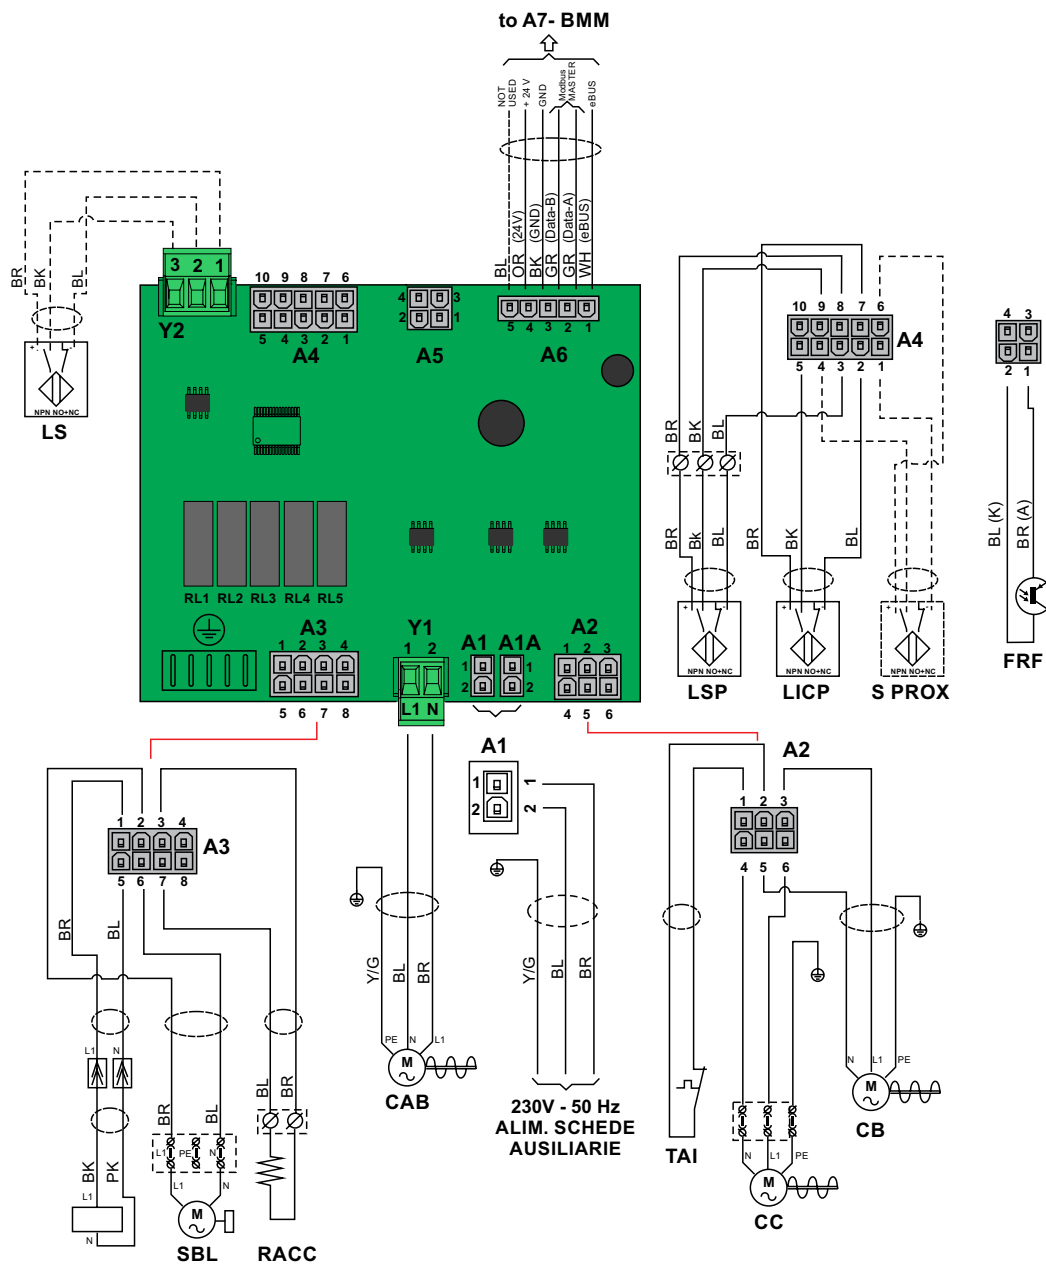 to A7- BMM
NOT USED
+ 24 V
GND
Modbus MASTER
eBUS
BL
OR (24V)
BK (GND)
GR (Data-B)
GR (Data-A)
WH (eBUS)
BR
BK
BL
3 2 1
Y2
+
-
NPN NO+NC
LS
10 9 8 7 6
5 4 3 2 1
A4
4 3
2 1
A5
5 4 3 2 1
A6
RL1 RL2 RL3 RL4 RL5
A3
1 2 3 4
5 6 7 8
Y1
1 2
L1 N
A1
1
2
A1A
1
2
A2
1 2 3
4 5 6
10 9 8 7 6
A4
5 4 3 2 1
BR
BK
BL
BR
Bk
BL
BR
BK
BL
+
-
NPN NO+NC
LSP
+
-
NPN NO+NC
LICP
+
-
NPN NO+NC
S PROX
4 3
2 1
BL (K)
BR (A)
FRF
1 2 3 4
A3
5 6 7 8
BR
BL
L1 N
BK
PK
L1
N
BR
BL
L1 PE N
L1 N
M
SBL
BL
BR
RACC
Y/G
BL
BR
PE N L1
M
CAB
A1
1
2
1
2
Y/G
BL
BR
230V - 50 Hz
ALIM. SCHEDE
AUSILIARIE
A2
1 2 3
4 5 6
TAI
N L1 PE
M
CC
N L1 PE
M
CB